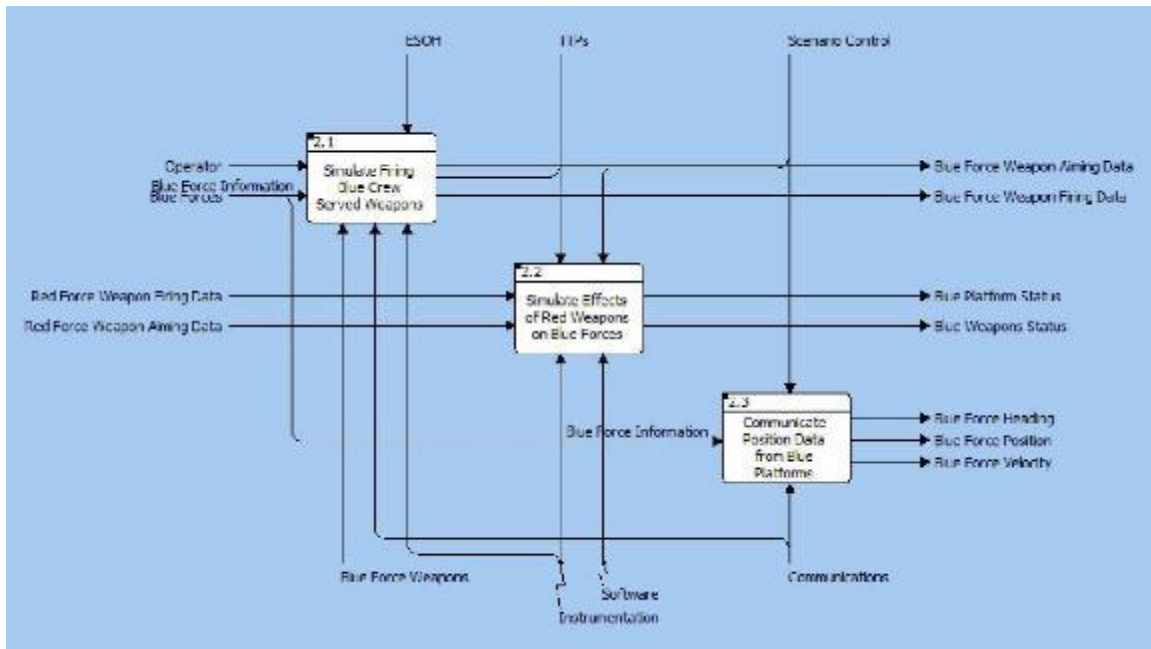 ESOH
TTPs
Scenario Control
2.1
Simulate Firing
Blue Crew
Served Weapons
Operator
Blue Force Information
Blue Forces
Blue Force Weapon Aiming Data
Blue Force Weapon Firing Data
2.2
Simulate Effects
of Red Weapons
on Blue Forces
Red Force Weapon Firing Data
Red Force Weapon Aiming Data
Blue Platform Status
Blue Weapons Status
2.3
Communicate
Position Data
from Blue
Platforms
Blue Force Information
Blue Force Heading
Blue Force Position
Blue Force Velocity
Blue Force Weapons
Software
Instrumentation
Communications